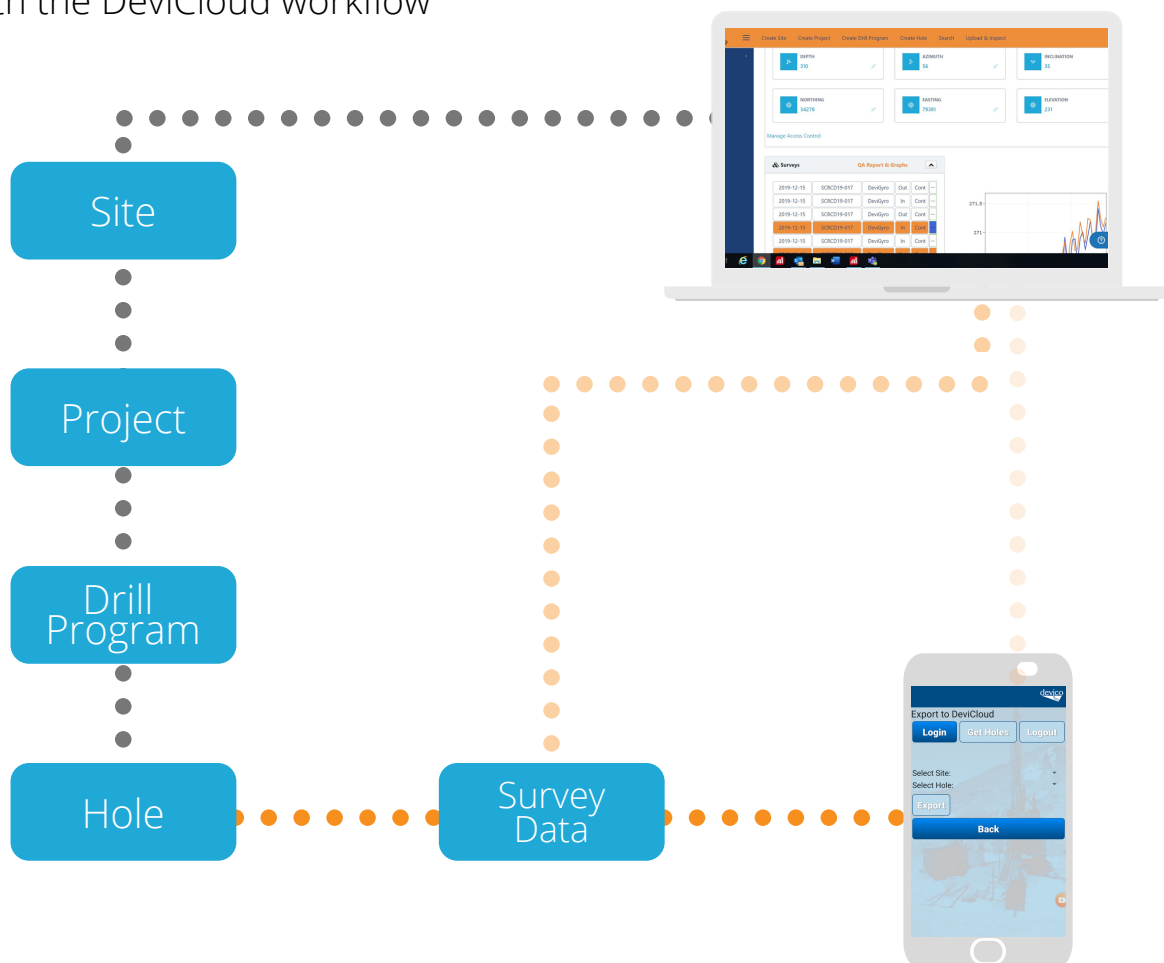 the DeviCloud workflow
Create Site Create Project Create Drill Program Create Hole Search Upload & Inspect
DEPTH
310
AZIMUTH
56
INCLINATION
35
NORTHING
34278
EASTING
79381
ELEVATION
231
Manage Access Control
Surveys QA Report & Graphs
2019-12-15 SCRCD19-017 DeviGyro Out Cont
2019-12-15 SCRCD19-017 DeviGyro In Cont
2019-12-15 SCRCD19-017 DeviGyro Out Cont
2019-12-15 SCRCD19-017 DeviGyro In Cont
2019-12-15 SCRCD19-017 DeviGyro In Cont
271.5
271
Site
Project
Drill
Program
Hole
Survey
Data
devico
Export to DeviCloud
Login Get Holes Logout
Select Site:
Select Hole:
Export
Back